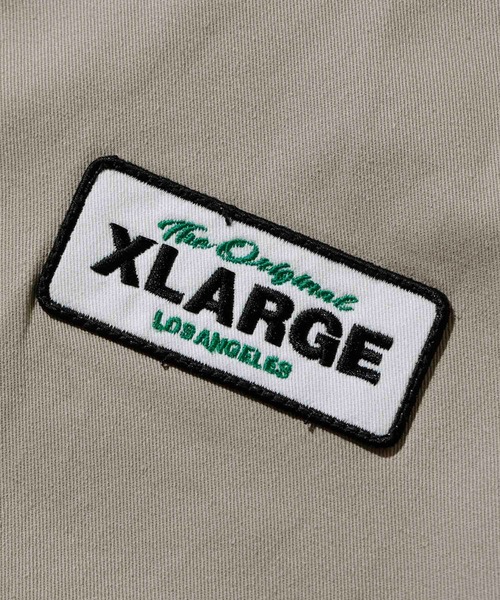 The Original
XLARGE
LOS ANGELES